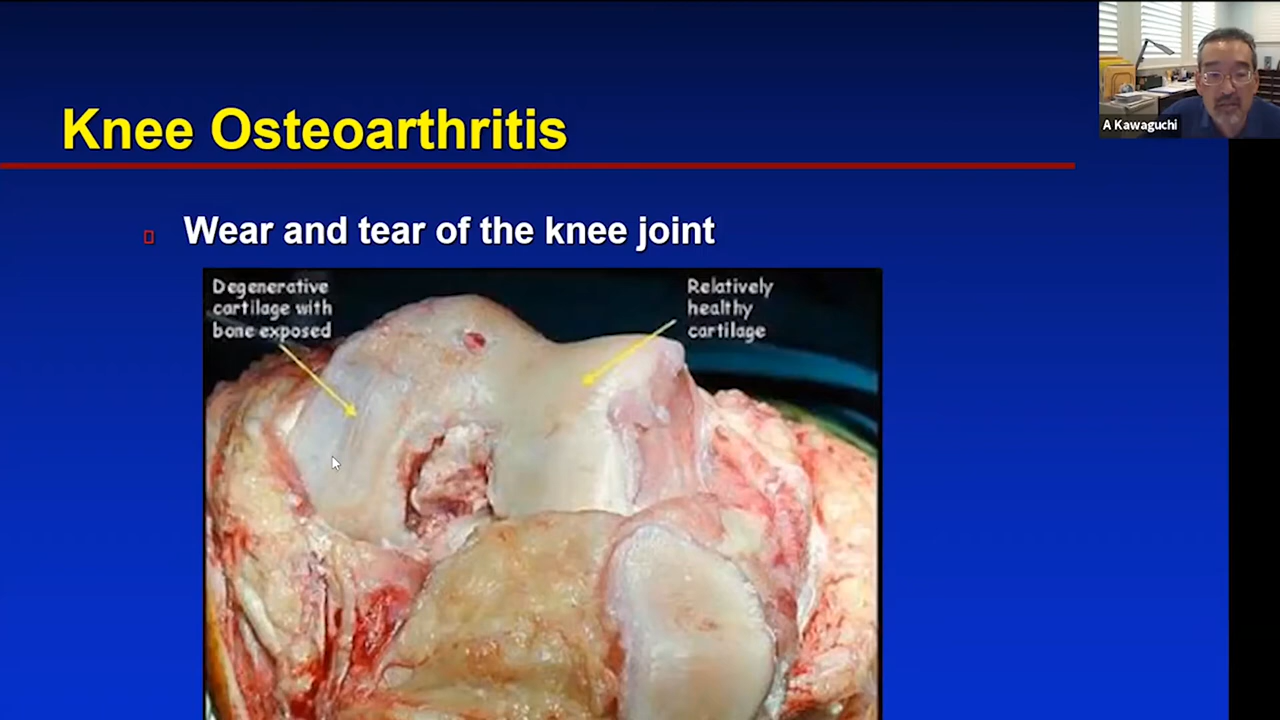 Knee Osteoarthritis
A Kawaguchi
Wear and tear of the knee joint
Degenerative
cartilage with
bone exposed
Relatively
healthy
cartilage